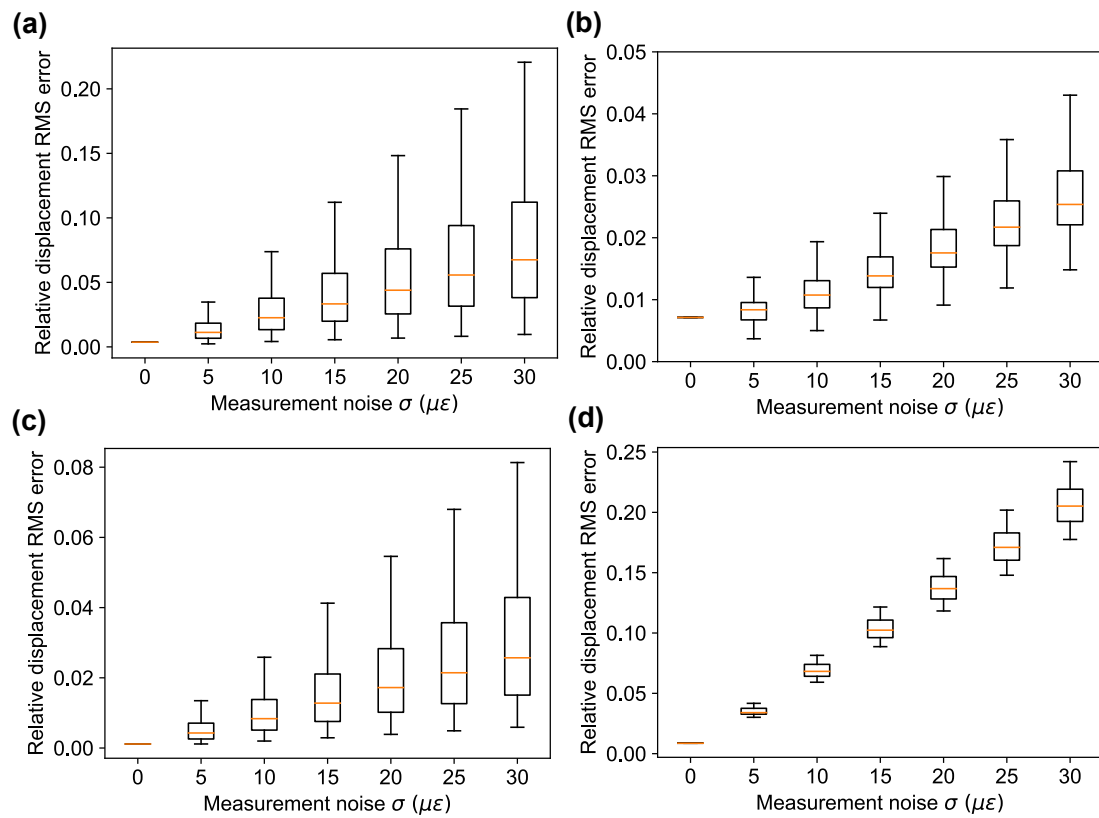 (a)
Relative displacement RMS error
0.20
0.15
0.10
0.05
0.00
0 5 10 15 20 25 30
Measurement noise σ (με)
(b)
Relative displacement RMS error
0.05
0.04
0.03
0.02
0.01
0.00
0 5 10 15 20 25 30
Measurement noise σ (με)
(c)
Relative displacement RMS error
0.08
0.06
0.04
0.02
0.00
0 5 10 15 20 25 30
Measurement noise σ (με)
(d)
Relative displacement RMS error
0.25
0.20
0.15
0.10
0.05
0.00
0 5 10 15 20 25 30
Measurement noise σ (με)